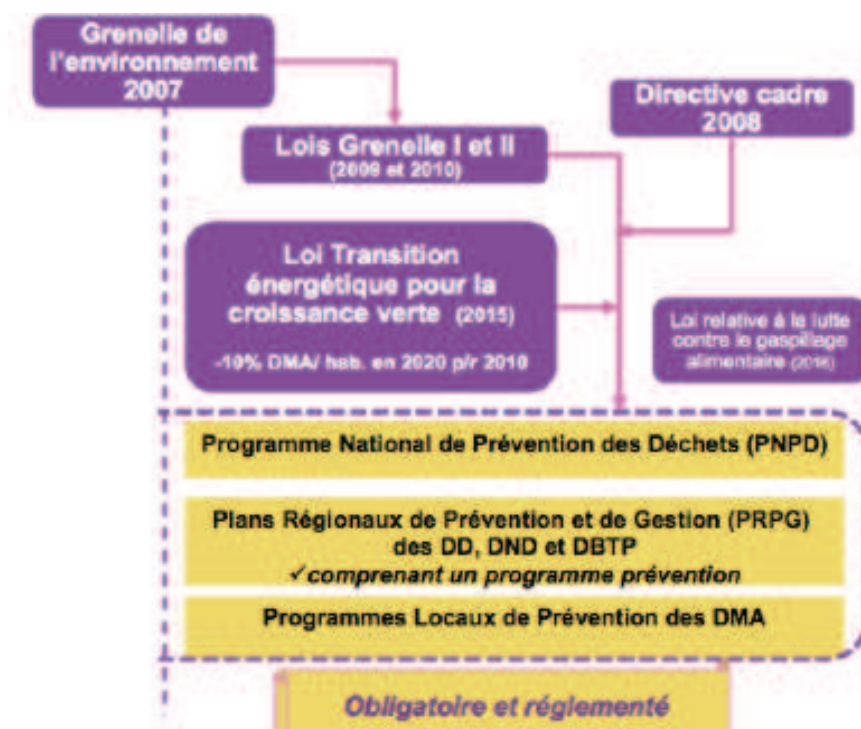 Grenelle de
l'environnement
2007
Directive cadre
2008
Lois Grenelle I et II
(2009 et 2010)
Loi Transition
énergétique pour la
croissance verte (2015)
-10% DMA/ hab. en 2020 p/r 2010
Loi relative à la lutte
contre le gaspillage
alimentaire (2016)
Programme National de Prévention des Déchets (PNPD)
Plans Régionaux de Prévention et de Gestion (PRPG)
des DD, DND et DBTP
✓comprenant un programme prévention
Programmes Locaux de Prévention des DMA
Obligatoire et réglementé